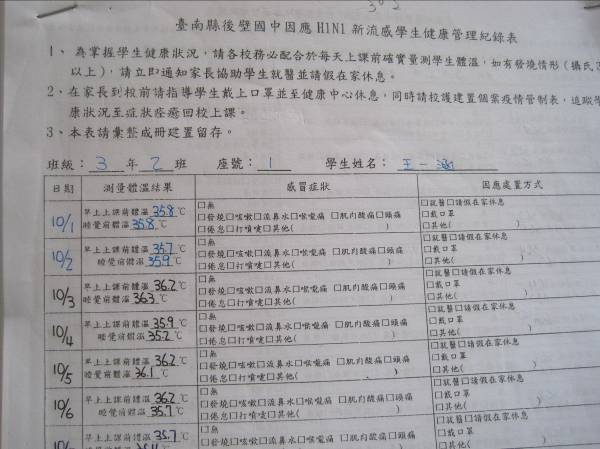 302
臺南縣後壁國中因應 H1N1 新流感學生健康管理紀錄表
1、為掌握學生健康狀況,請各校務必配合於每天上課前確實量測學生體溫,如有發燒情形(攝氏3
以上),請立即通知家長協助學生就醫並請假在家休息。
2、在家長到校前請指導學生戴上口罩並至健康中心休息,同時請校護建置個案疫情管制表,追蹤學
康狀況至症狀痊癒回校上課。
3、本表請彙整成冊建置留存。
班級:3 年 2 班 座號:1 學生姓名:王一涵
日期 測量體溫結果 感冒症狀 因應處置方式
10/1 早上上課前體溫 35.8 ℃ 睡覺前體溫 35.8 ℃
□無
□發燒□咳嗽□流鼻水□喉嚨痛 □肌肉酸痛□頭痛
□倦怠□打噴嚏□其他( )
□就醫□請假在家休息
□戴口罩
□其他( )
10/2 早上上課前體溫 35.7 ℃ 睡覺前體溫 35.9 ℃
□無
□發燒□咳嗽□流鼻水□喉嚨痛 □肌肉酸痛□頭痛
□倦怠□打噴嚏□其他( )
□就醫□請假在家休息
□戴口罩
□其他( )
10/3 早上上課前體溫 36.2 ℃ 睡覺前體溫 36.3 ℃
□無
□發燒□咳嗽□流鼻水□喉嚨痛 □肌肉酸痛□頭痛
□倦怠□打噴嚏□其他( )
□就醫□請假在家休息
□戴口罩
□其他( )
10/4 早上上課前體溫 35.9 ℃ 睡覺前體溫 35.2 ℃
□無
□發燒□咳嗽□流鼻水□喉嚨痛 □肌肉酸痛□頭痛
□倦怠□打噴嚏□其他( )
□就醫□請假在家休息
□戴口罩
□其他( )
10/5 早上上課前體溫 36.2 ℃ 睡覺前體溫 36.1 ℃
□無
□發燒□咳嗽□流鼻水□喉嚨痛 □肌肉酸痛□頭痛
□倦怠□打噴嚏□其他( )
□就醫□請假在家休息
□戴口罩
□其他( )
10/6 早上上課前體溫 36.2 ℃ 睡覺前體溫 35.7 ℃
□無
□發燒□咳嗽□流鼻水□喉嚨痛 □肌肉酸痛□頭痛
□倦怠□打噴嚏□其他( )
□就醫□請假在家休息
□戴口罩
□其他( )
早上上課前體溫 35.7 ℃
□無
□發燒□咳嗽□流鼻水□喉嚨痛 □肌肉酸痛□頭痛
□就醫□請假在家休息
□戴口罩
□其他(